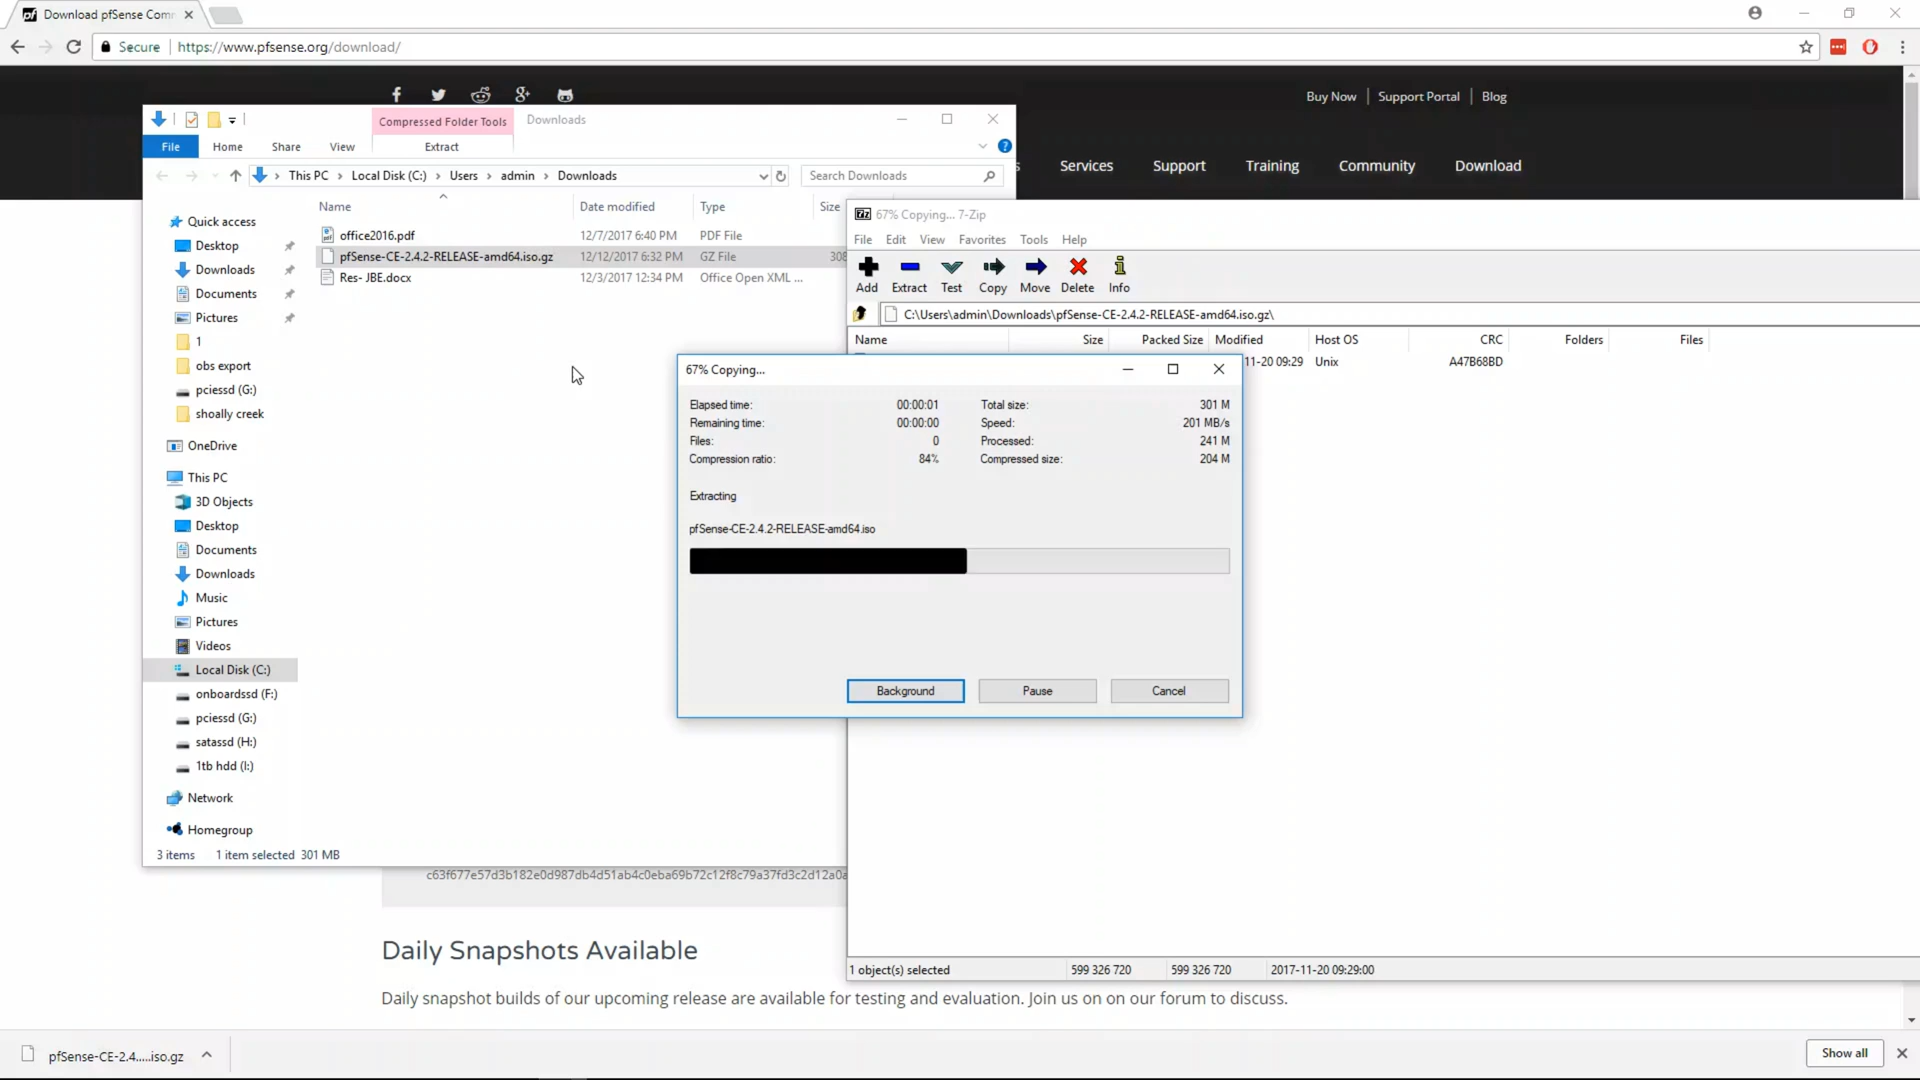 Download pfSense Com
Secure
https://www.pfsense.org/download/
Buy Now
Support Portal
Blog
Services
Support
Training
Community
Download
Compressed Folder Tools
Downloads
File
Home
Share
View
Extract
This PC > Local Disk (C:) > Users > admin > Downloads
Search Downloads
Name
Date modified
Type
Size
office2016.pdf
12/7/2017 6:40 PM
PDF File
pfSense-CE-2.4.2-RELEASE-amd64.iso.gz
12/12/2017 6:32 PM
GZ File
308
Res- JBE.docx
12/3/2017 12:34 PM
Office Open XML ...
Quick access
Desktop
Downloads
Documents
Pictures
1
obs export
pciessd (G:)
shoally creek
OneDrive
This PC
3D Objects
Desktop
Documents
Downloads
Music
Pictures
Videos
Local Disk (C:)
onboardssd (F:)
pciessd (G:)
satassd (H:)
1tb hdd (I:)
Network
Homegroup
3 items
1 item selected 301 MB
67% Copying... 7-Zip
File
Edit
View
Favorites
Tools
Help
Add
Extract
Test
Copy
Move
Delete
Info
C:\Users\admin\Downloads\pfSense-CE-2.4.2-RELEASE-amd64.iso.gz\
Name
Size
Packed Size
Modified
Host OS
CRC
Folders
Files
11-20 09:29
Unix
A47B68BD
67% Copying...
Elapsed time: 00:00:01
Total size: 301 M
Remaining time: 00:00:00
Speed: 201 MB/s
Files: 0
Processed: 241 M
Compression ratio: 84%
Compressed size: 204 M
Extracting
pfSense-CE-2.4.2-RELEASE-amd64.iso
Background
Pause
Cancel
1 object(s) selected
599 326 720
599 326 720
2017-11-20 09:29:00
c63f677e57d3b182e0d987db4d51ab4c0eba69b72c12f8c79a37fd3c2d12a0a
Daily Snapshots Available
Daily snapshot builds of our upcoming release are available for testing and evaluation. Join us on on our forum to discuss.
pfSense-CE-2.4.....iso.gz
Show all